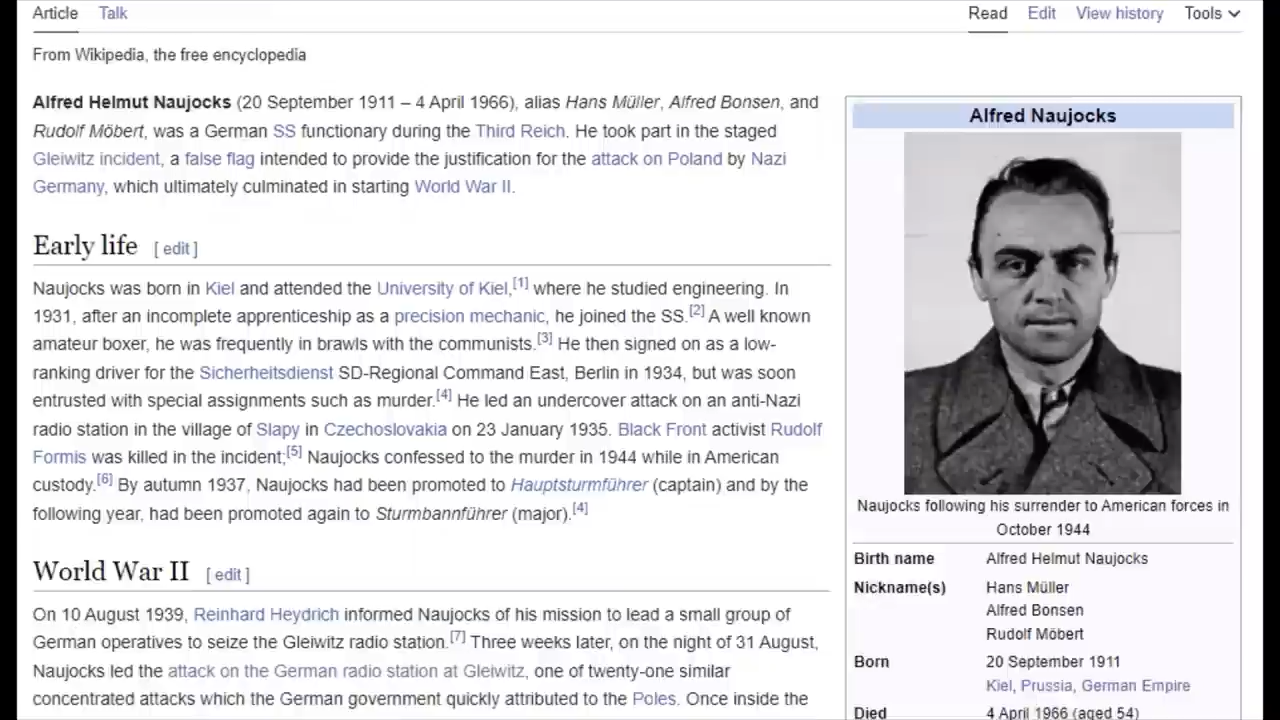 Article Talk Read Edit View history Tools
From Wikipedia, the free encyclopedia
Alfred Helmut Naujocks (20 September 1911 – 4 April 1966), alias Hans Müller, Alfred Bonsen, and
Rudolf Möbert, was a German SS functionary during the Third Reich. He took part in the staged
Gleiwitz incident, a false flag intended to provide the justification for the attack on Poland by Nazi
Germany, which ultimately culminated in starting World War II.
Early life [ edit ]
Naujocks was born in Kiel and attended the University of Kiel,[1] where he studied engineering. In
1931, after an incomplete apprenticeship as a precision mechanic, he joined the SS.[2] A well known
amateur boxer, he was frequently in brawls with the communists.[3] He then signed on as a low-
ranking driver for the Sicherheitsdienst SD-Regional Command East, Berlin in 1934, but was soon
entrusted with special assignments such as murder.[4] He led an undercover attack on an anti-Nazi
radio station in the village of Slapy in Czechoslovakia on 23 January 1935. Black Front activist Rudolf
Formis was killed in the incident;[5] Naujocks confessed to the murder in 1944 while in American
custody.[6] By autumn 1937, Naujocks had been promoted to Hauptsturmführer (captain) and by the
following year, had been promoted again to Sturmbannführer (major).[4]
World War II [ edit ]
On 10 August 1939, Reinhard Heydrich informed Naujocks of his mission to lead a small group of
German operatives to seize the Gleiwitz radio station.[7] Three weeks later, on the night of 31 August,
Naujocks led the attack on the German radio station at Gleiwitz, one of twenty-one similar
concentrated attacks which the German government quickly attributed to the Poles. Once inside the
Alfred Naujocks
Naujocks following his surrender to American forces in
October 1944
Birth name Alfred Helmut Naujocks
Nickname(s) Hans Müller
Alfred Bonsen
Rudolf Möbert
Born 20 September 1911
Kiel, Prussia, German Empire
Died 4 April 1966 (aged 54)